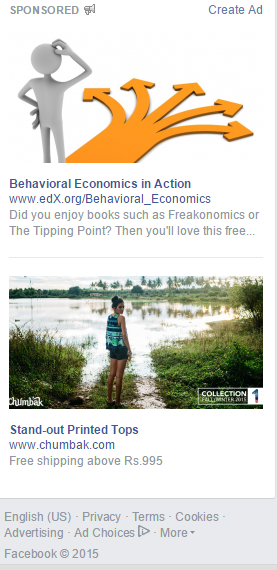 SPONSORED Create Ad
Behavioral Economics in Action
www.edX.org/Behavioral_Economics
Did you enjoy books such as Freakonomics or
The Tipping Point? Then you'll love this free...
Chumbak
COLLECTION 1
FALL/WINTER 2015
Stand-out Printed Tops
www.chumbak.com
Free shipping above Rs.995
English (US) · Privacy · Terms · Cookies ·
Advertising · Ad Choices · More
Facebook © 2015